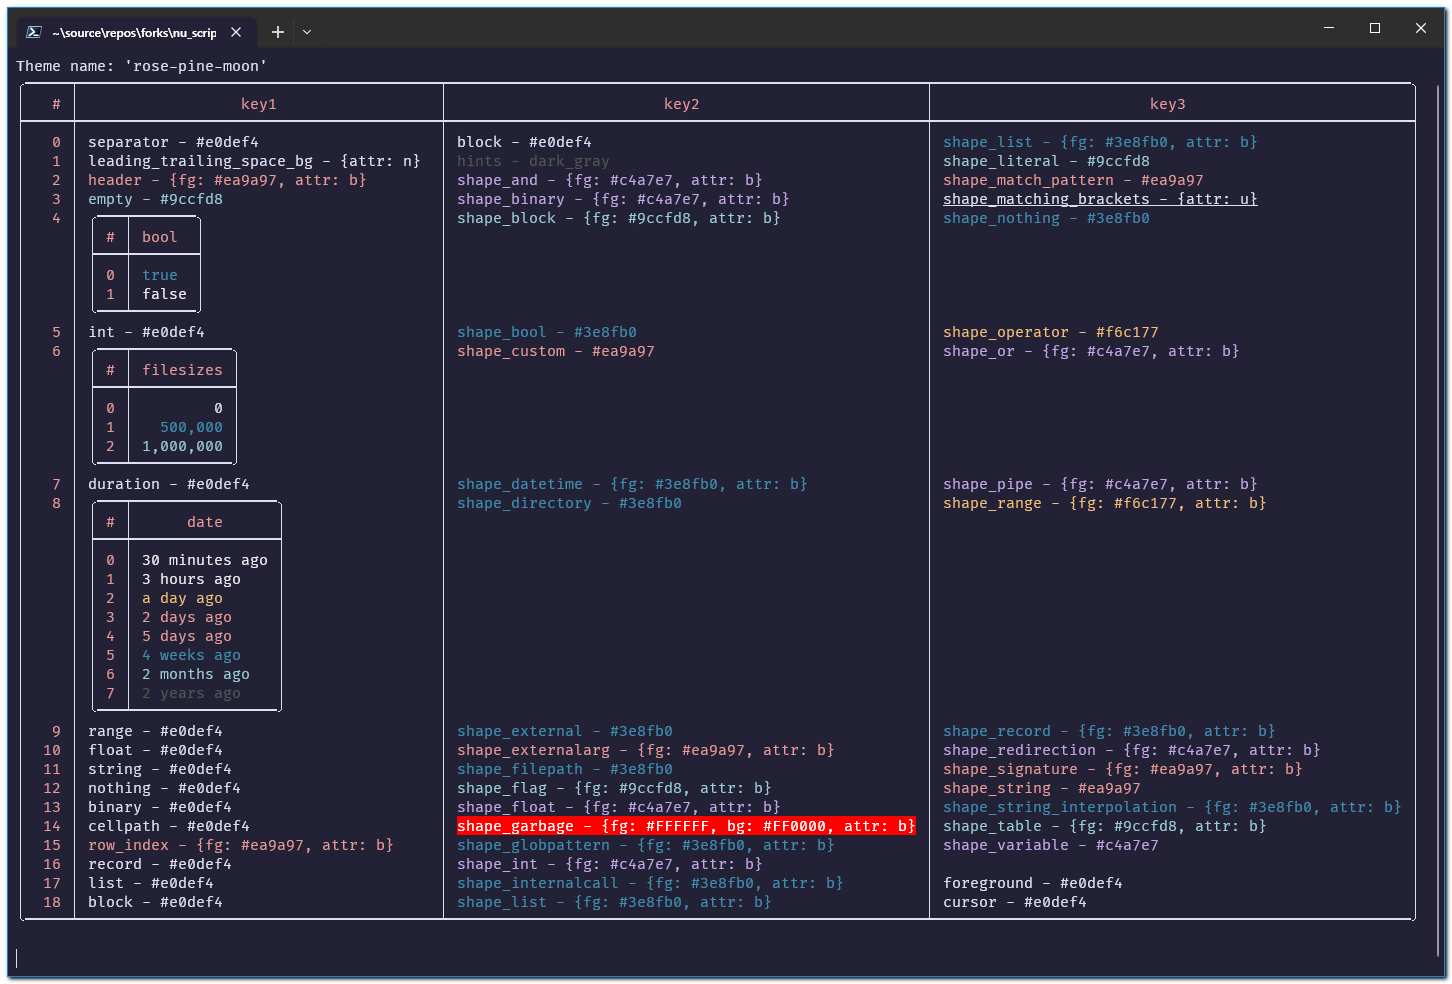 ~\source\repos\forks\nu_scrip
Theme name: 'rose-pine-moon'
# key1 key2 key3
0 separator - #e0def4 block - #e0def4 shape_list - {fg: #3e8fb0, attr: b}
1 leading_trailing_space_bg - {attr: n} hints - dark_gray shape_literal - #9ccfd8
2 header - {fg: #ea9a97, attr: b} shape_and - {fg: #c4a7e7, attr: b} shape_match_pattern - #ea9a97
3 empty - #9ccfd8 shape_binary - {fg: #c4a7e7, attr: b} shape_matching_brackets - {attr: u}
4 shape_block - {fg: #9ccfd8, attr: b} shape_nothing - #3e8fb0
# bool
0 true
1 false
5 int - #e0def4 shape_bool - #3e8fb0 shape_operator - #f6c177
6 shape_custom - #ea9a97 shape_or - {fg: #c4a7e7, attr: b}
# filesizes
0 0
1 500,000
2 1,000,000
7 duration - #e0def4 shape_datetime - {fg: #3e8fb0, attr: b} shape_pipe - {fg: #c4a7e7, attr: b}
8 shape_directory - #3e8fb0 shape_range - {fg: #f6c177, attr: b}
# date
0 30 minutes ago
1 3 hours ago
2 a day ago
3 2 days ago
4 5 days ago
5 4 weeks ago
6 2 months ago
7 2 years ago
9 range - #e0def4 shape_external - #3e8fb0 shape_record - {fg: #3e8fb0, attr: b}
10 float - #e0def4 shape_externalarg - {fg: #ea9a97, attr: b} shape_redirection - {fg: #c4a7e7, attr: b}
11 string - #e0def4 shape_filepath - #3e8fb0 shape_signature - {fg: #ea9a97, attr: b}
12 nothing - #e0def4 shape_flag - {fg: #9ccfd8, attr: b} shape_string - #ea9a97
13 binary - #e0def4 shape_float - {fg: #c4a7e7, attr: b} shape_string_interpolation - {fg: #3e8fb0, attr: b}
14 cellpath - #e0def4 shape_garbage - {fg: #FFFFFF, bg: #FF0000, attr: b} shape_table - {fg: #9ccfd8, attr: b}
15 row_index - {fg: #ea9a97, attr: b} shape_globpattern - {fg: #3e8fb0, attr: b} shape_variable - #c4a7e7
16 record - #e0def4 shape_int - {fg: #c4a7e7, attr: b}
17 list - #e0def4 shape_internalcall - {fg: #3e8fb0, attr: b} foreground - #e0def4
18 block - #e0def4 shape_list - {fg: #3e8fb0, attr: b} cursor - #e0def4